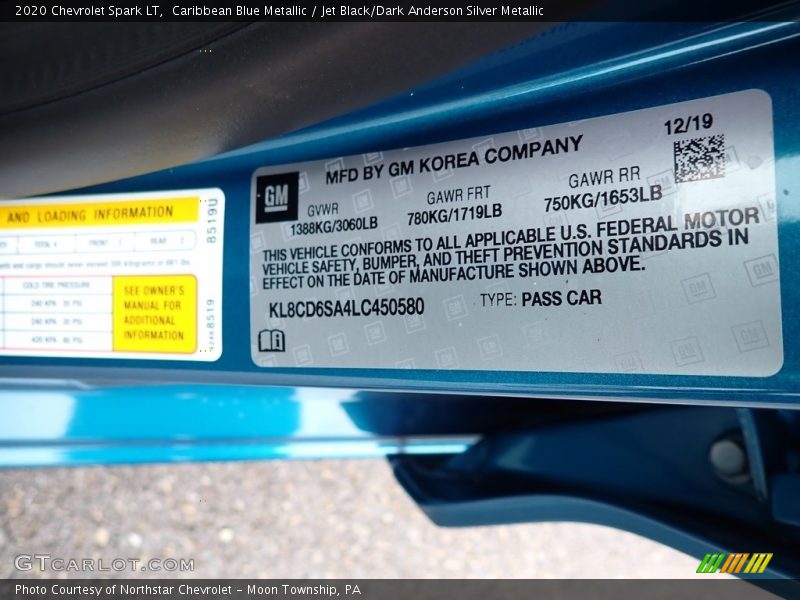 2020 Chevrolet Spark LT,  Caribbean Blue Metallic / Jet Black/Dark Anderson Silver Metallic
12/19
GM
MFD BY GM KOREA COMPANY
GVWR GAWR FRT GAWR RR
1388KG/3060LB 780KG/1719LB 750KG/1653LB
THIS VEHICLE CONFORMS TO ALL APPLICABLE U.S. FEDERAL MOTOR
VEHICLE SAFETY, BUMPER, AND THEFT PREVENTION STANDARDS IN
EFFECT ON THE DATE OF MANUFACTURE SHOWN ABOVE.
KL8CD6SA4LC450580 TYPE: PASS CAR
AND LOADING INFORMATION
8519U
COLD TIRE PRESSURE
SEE OWNER'S
MANUAL FOR
ADDITIONAL
INFORMATION
GTCARLOT.COM
Photo Courtesy of Northstar Chevrolet - Moon Township, PA